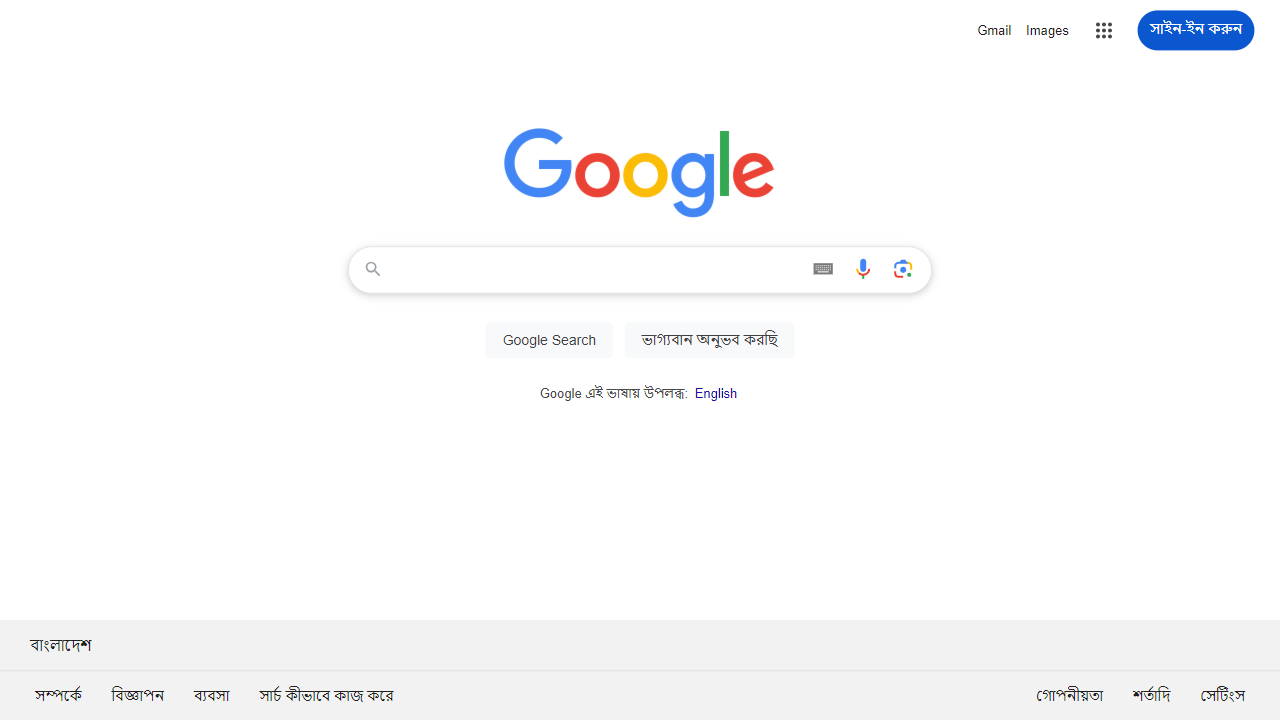 Gmail Images সাইন-ইন করুন
Google
Google Search ভাগ্যবান অনুভব করছি
Google এই ভাষায় উপলব্ধ: English
বাংলাদেশ
সম্পর্কে বিজ্ঞাপন ব্যবসা সার্চ কীভাবে কাজ করে গোপনীয়তা শর্তাদি সেটিংস